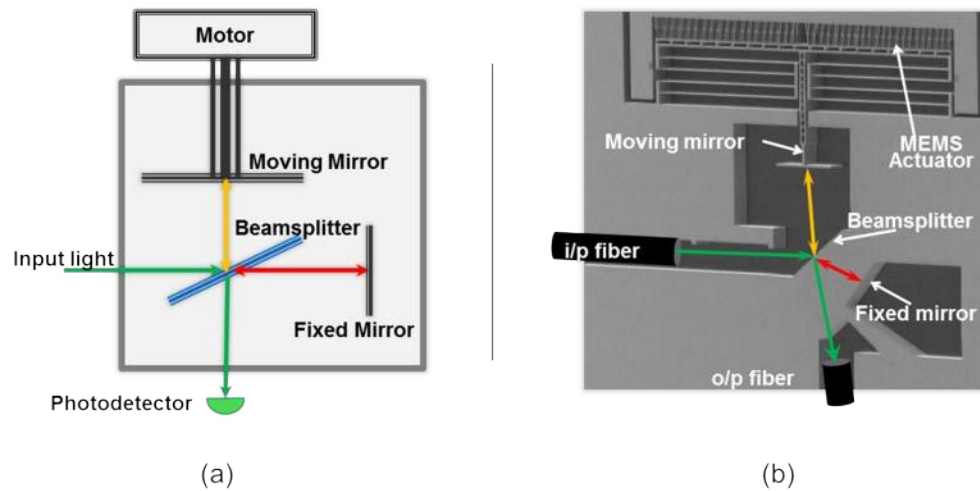 Motor
Moving Mirror
Beamsplitter
Input light
Fixed Mirror
Photodetector
(a)
Moving mirror
MEMS
Actuator
Beamsplitter
i/p fiber
Fixed mirror
o/p fiber
(b)